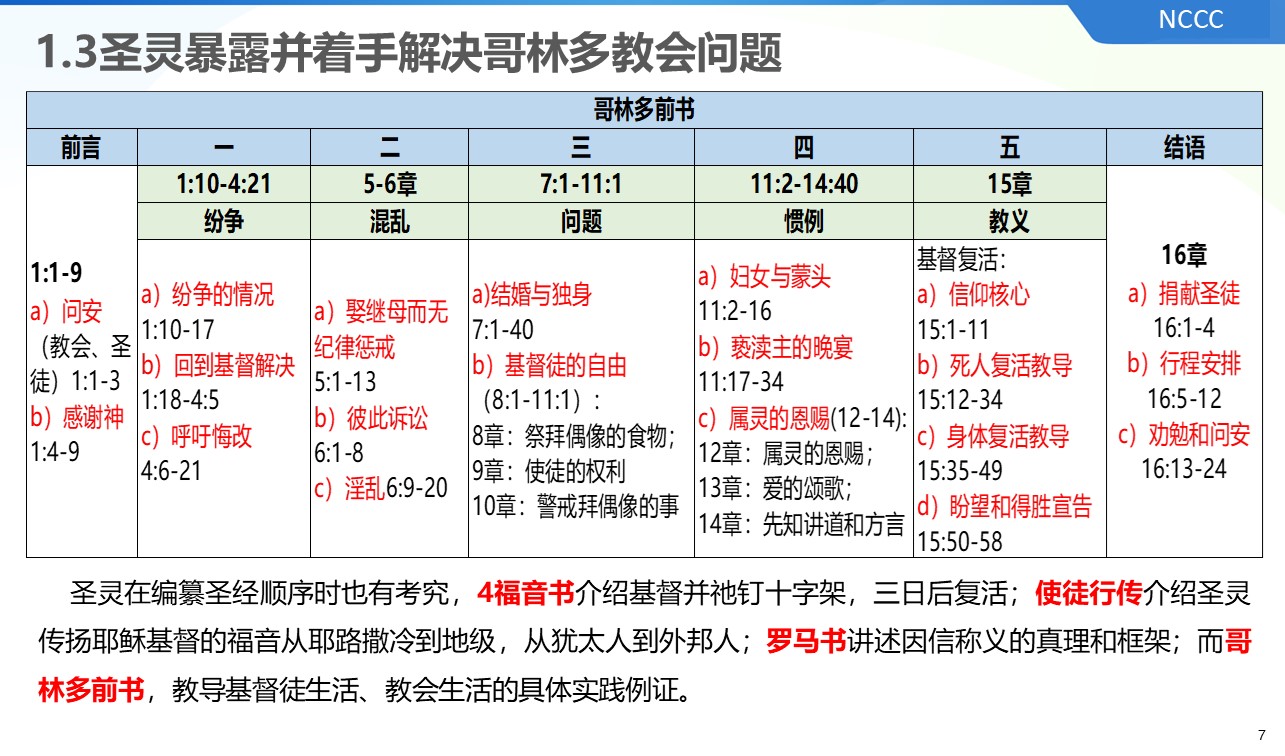 NCCC
1.3圣灵暴露并着手解决哥林多教会问题
哥林多前书
前言 一 二 三 四 五 结语
1:10-4:21 5-6章 7:1-11:1 11:2-14:40 15章
纷争 混乱 问题 惯例 教义
1:1-9
a）问安
（教会、圣
徒）1:1-3
b）感谢神
1:4-9
a）纷争的情况
1:10-17
b）回到基督解决
1:18-4:5
c）呼吁悔改
4:6-21
a）娶继母而无
纪律惩戒
5:1-13
b）彼此诉讼
6:1-8
c）淫乱6:9-20
a)结婚与独身
7:1-40
b）基督徒的自由
（8:1-11:1）:
8章：祭拜偶像的食物；
9章：使徒的权利
10章：警戒拜偶像的事
a）妇女与蒙头
11:2-16
b）亵渎主的晚宴
11:17-34
c）属灵的恩赐(12-14):
12章：属灵的恩赐；
13章：爱的颂歌；
14章：先知讲道和方言
基督复活：
a）信仰核心
15:1-11
b）死人复活教导
15:12-34
c）身体复活教导
15:35-49
d）盼望和得胜宣告
15:50-58
16章
a）捐献圣徒
16:1-4
b）行程安排
16:5-12
c）劝勉和问安
16:13-24
圣灵在编纂圣经顺序时也有考究，4福音书介绍基督并祂钉十字架，三日后复活；使徒行传介绍圣灵
传扬耶稣基督的福音从耶路撒冷到地级，从犹太人到外邦人；罗马书讲述因信称义的真理和框架；而哥
林多前书，教导基督徒生活、教会生活的具体实践例证。
7